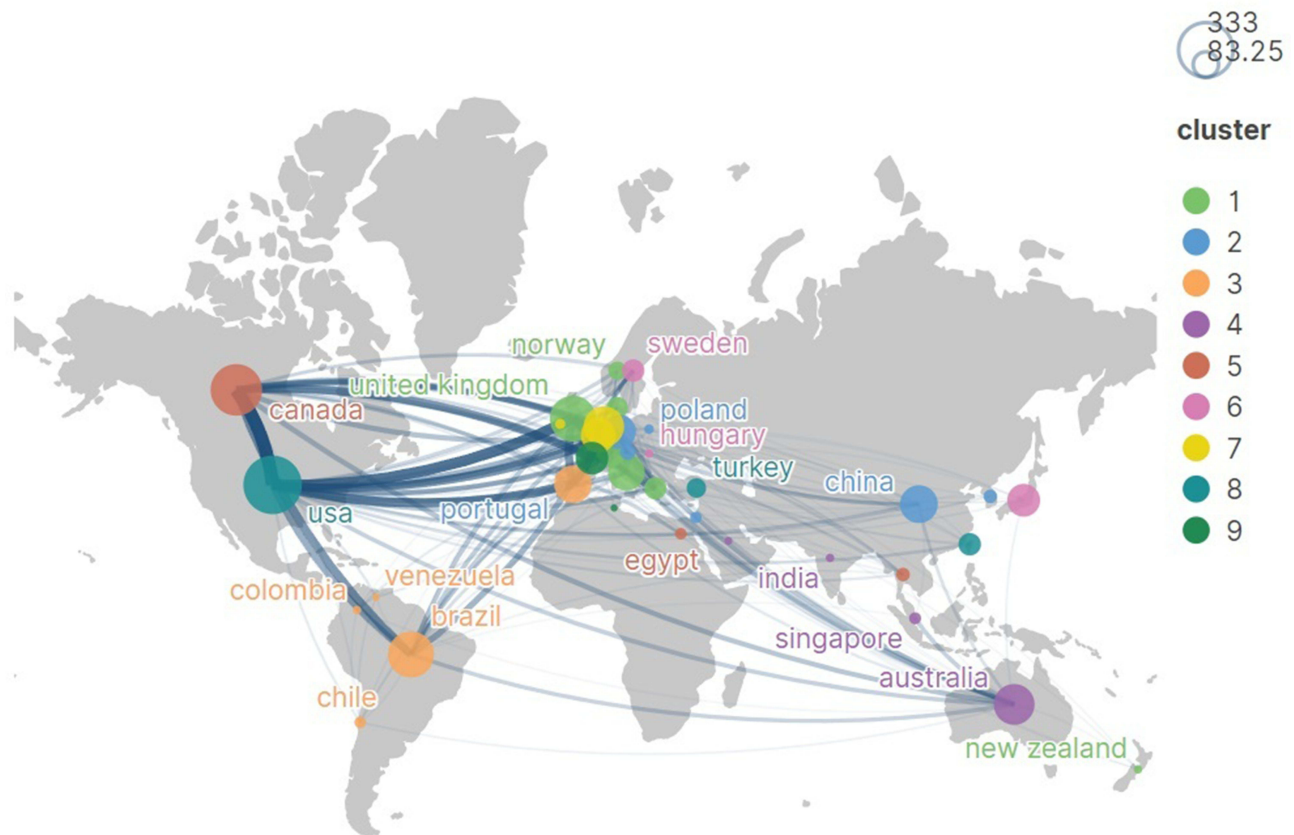 333
83.25
cluster
1
2
3
4
5
6
7
8
9
norway
sweden
united kingdom
canada
poland
hungary
turkey
china
usa
portugal
egypt
india
venezuela
colombia
brazil
singapore
australia
chile
new zealand